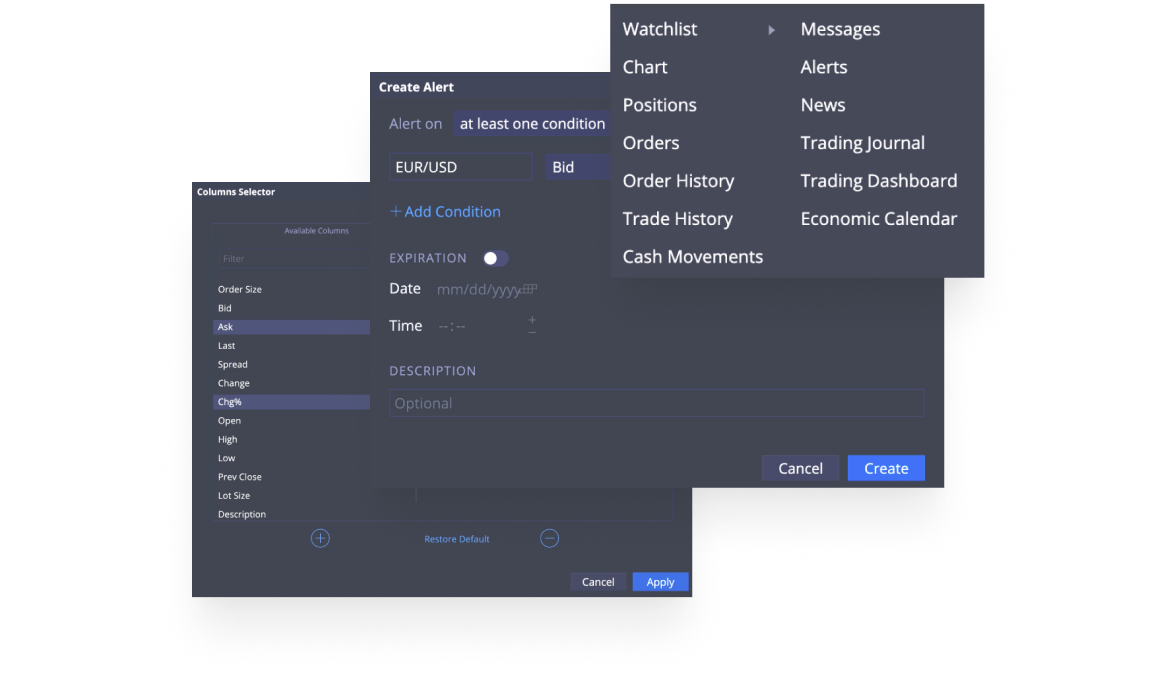 Watchlist
Chart
Positions
Orders
Order History
Trade History
Cash Movements
Messages
Alerts
News
Trading Journal
Trading Dashboard
Economic Calendar
Create Alert
Alert on at least one condition
EUR/USD Bid
+ Add Condition
EXPIRATION
Date mm/dd/yyyy
Time --:-- + −
DESCRIPTION
Optional
Cancel Create
Columns Selector
Available Columns
Filter
Order Size
Bid
Ask
Last
Spread
Change
Chg%
Open
High
Low
Prev Close
Lot Size
Description
Restore Default
Cancel Apply